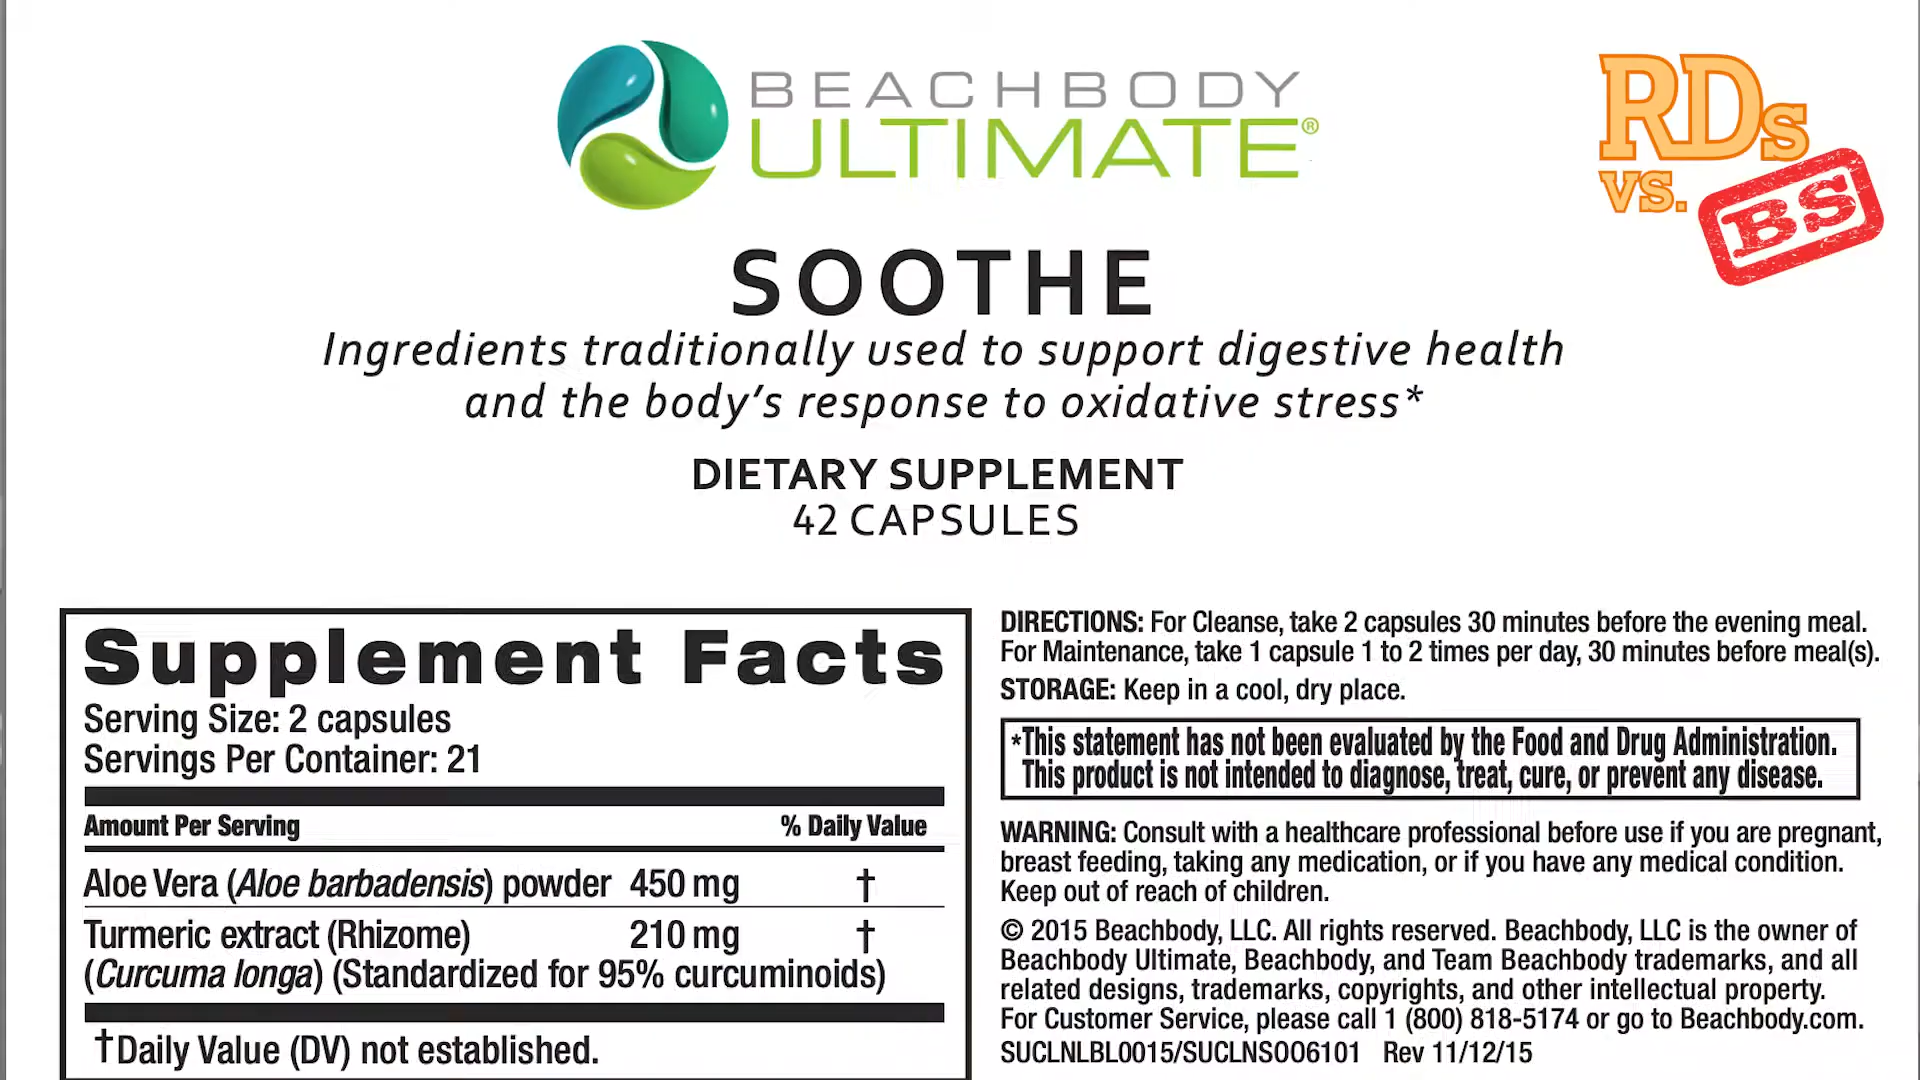 BEACHBODY
ULTIMATE®
RDs
vs.
BS
SOOTHE
Ingredients traditionally used to support digestive health
and the body's response to oxidative stress*
DIETARY SUPPLEMENT
42 CAPSULES
Supplement Facts
Serving Size: 2 capsules
Servings Per Container: 21
Amount Per Serving % Daily Value
Aloe Vera (Aloe barbadensis) powder 450 mg †
Turmeric extract (Rhizome) 210 mg †
(Curcuma longa) (Standardized for 95% curcuminoids)
†Daily Value (DV) not established.
DIRECTIONS: For Cleanse, take 2 capsules 30 minutes before the evening meal.
For Maintenance, take 1 capsule 1 to 2 times per day, 30 minutes before meal(s).
STORAGE: Keep in a cool, dry place.
*This statement has not been evaluated by the Food and Drug Administration.
This product is not intended to diagnose, treat, cure, or prevent any disease.
WARNING: Consult with a healthcare professional before use if you are pregnant,
breast feeding, taking any medication, or if you have any medical condition.
Keep out of reach of children.
© 2015 Beachbody, LLC. All rights reserved. Beachbody, LLC is the owner of
Beachbody Ultimate, Beachbody, and Team Beachbody trademarks, and all
related designs, trademarks, copyrights, and other intellectual property.
For Customer Service, please call 1 (800) 818-5174 or go to Beachbody.com.
SUCLNLBL0015/SUCLNSOO6101 Rev 11/12/15